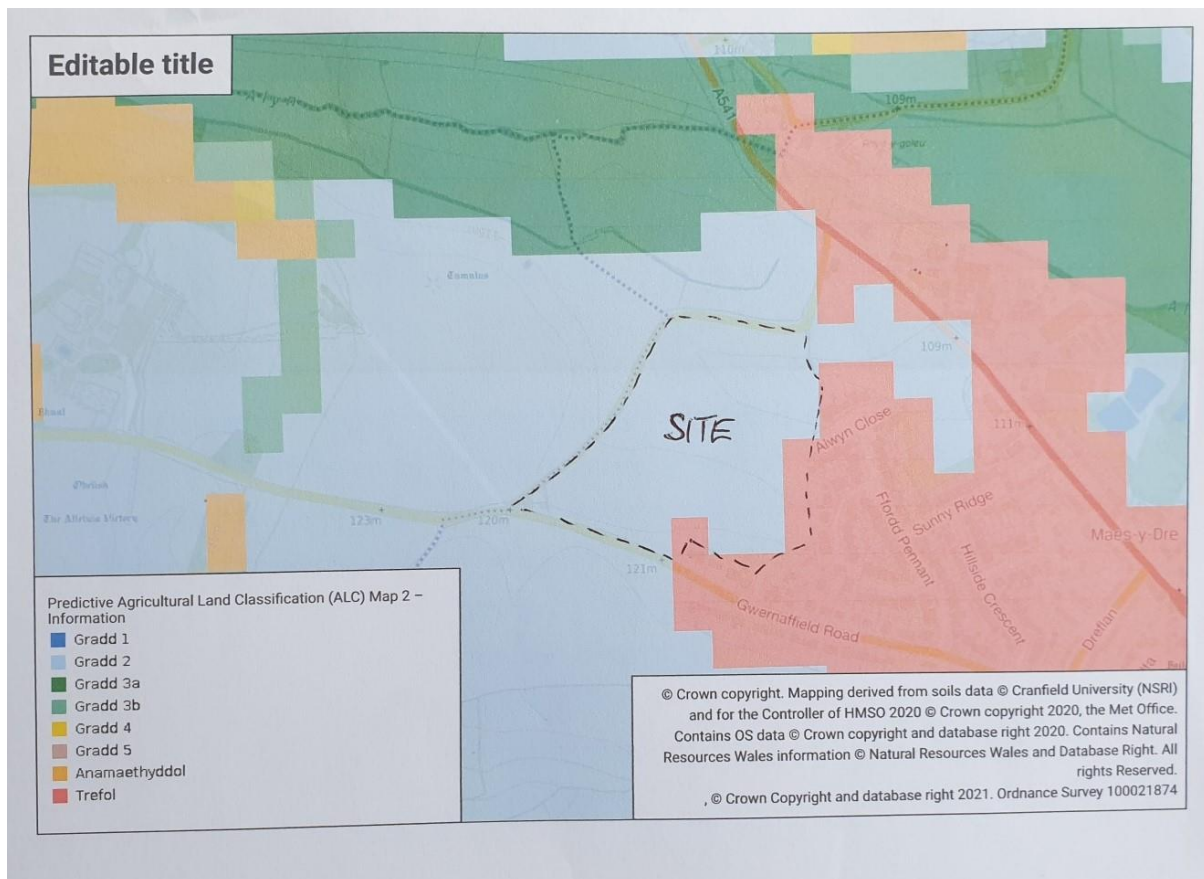 Editable title
110m
A541
109m
Tumulus
109m
SITE
Alwyn Close
111m
Ffordd Pennant
Sunny Ridge
Hillside Crescent
Maes-y-Dre
123m
120m
121m
Gwernaffield Road
Drefian
Predictive Agricultural Land Classification (ALC) Map 2 –
Information
Gradd 1
Gradd 2
Gradd 3a
Gradd 3b
Gradd 4
Gradd 5
Anamaethyddol
Trefol
© Crown copyright. Mapping derived from soils data © Cranfield University (NSRI)
and for the Controller of HMSO 2020 © Crown copyright 2020, the Met Office.
Contains OS data © Crown copyright and database right 2020. Contains Natural
Resources Wales information © Natural Resources Wales and Database Right. All
rights Reserved.
, © Crown Copyright and database right 2021. Ordnance Survey 100021874